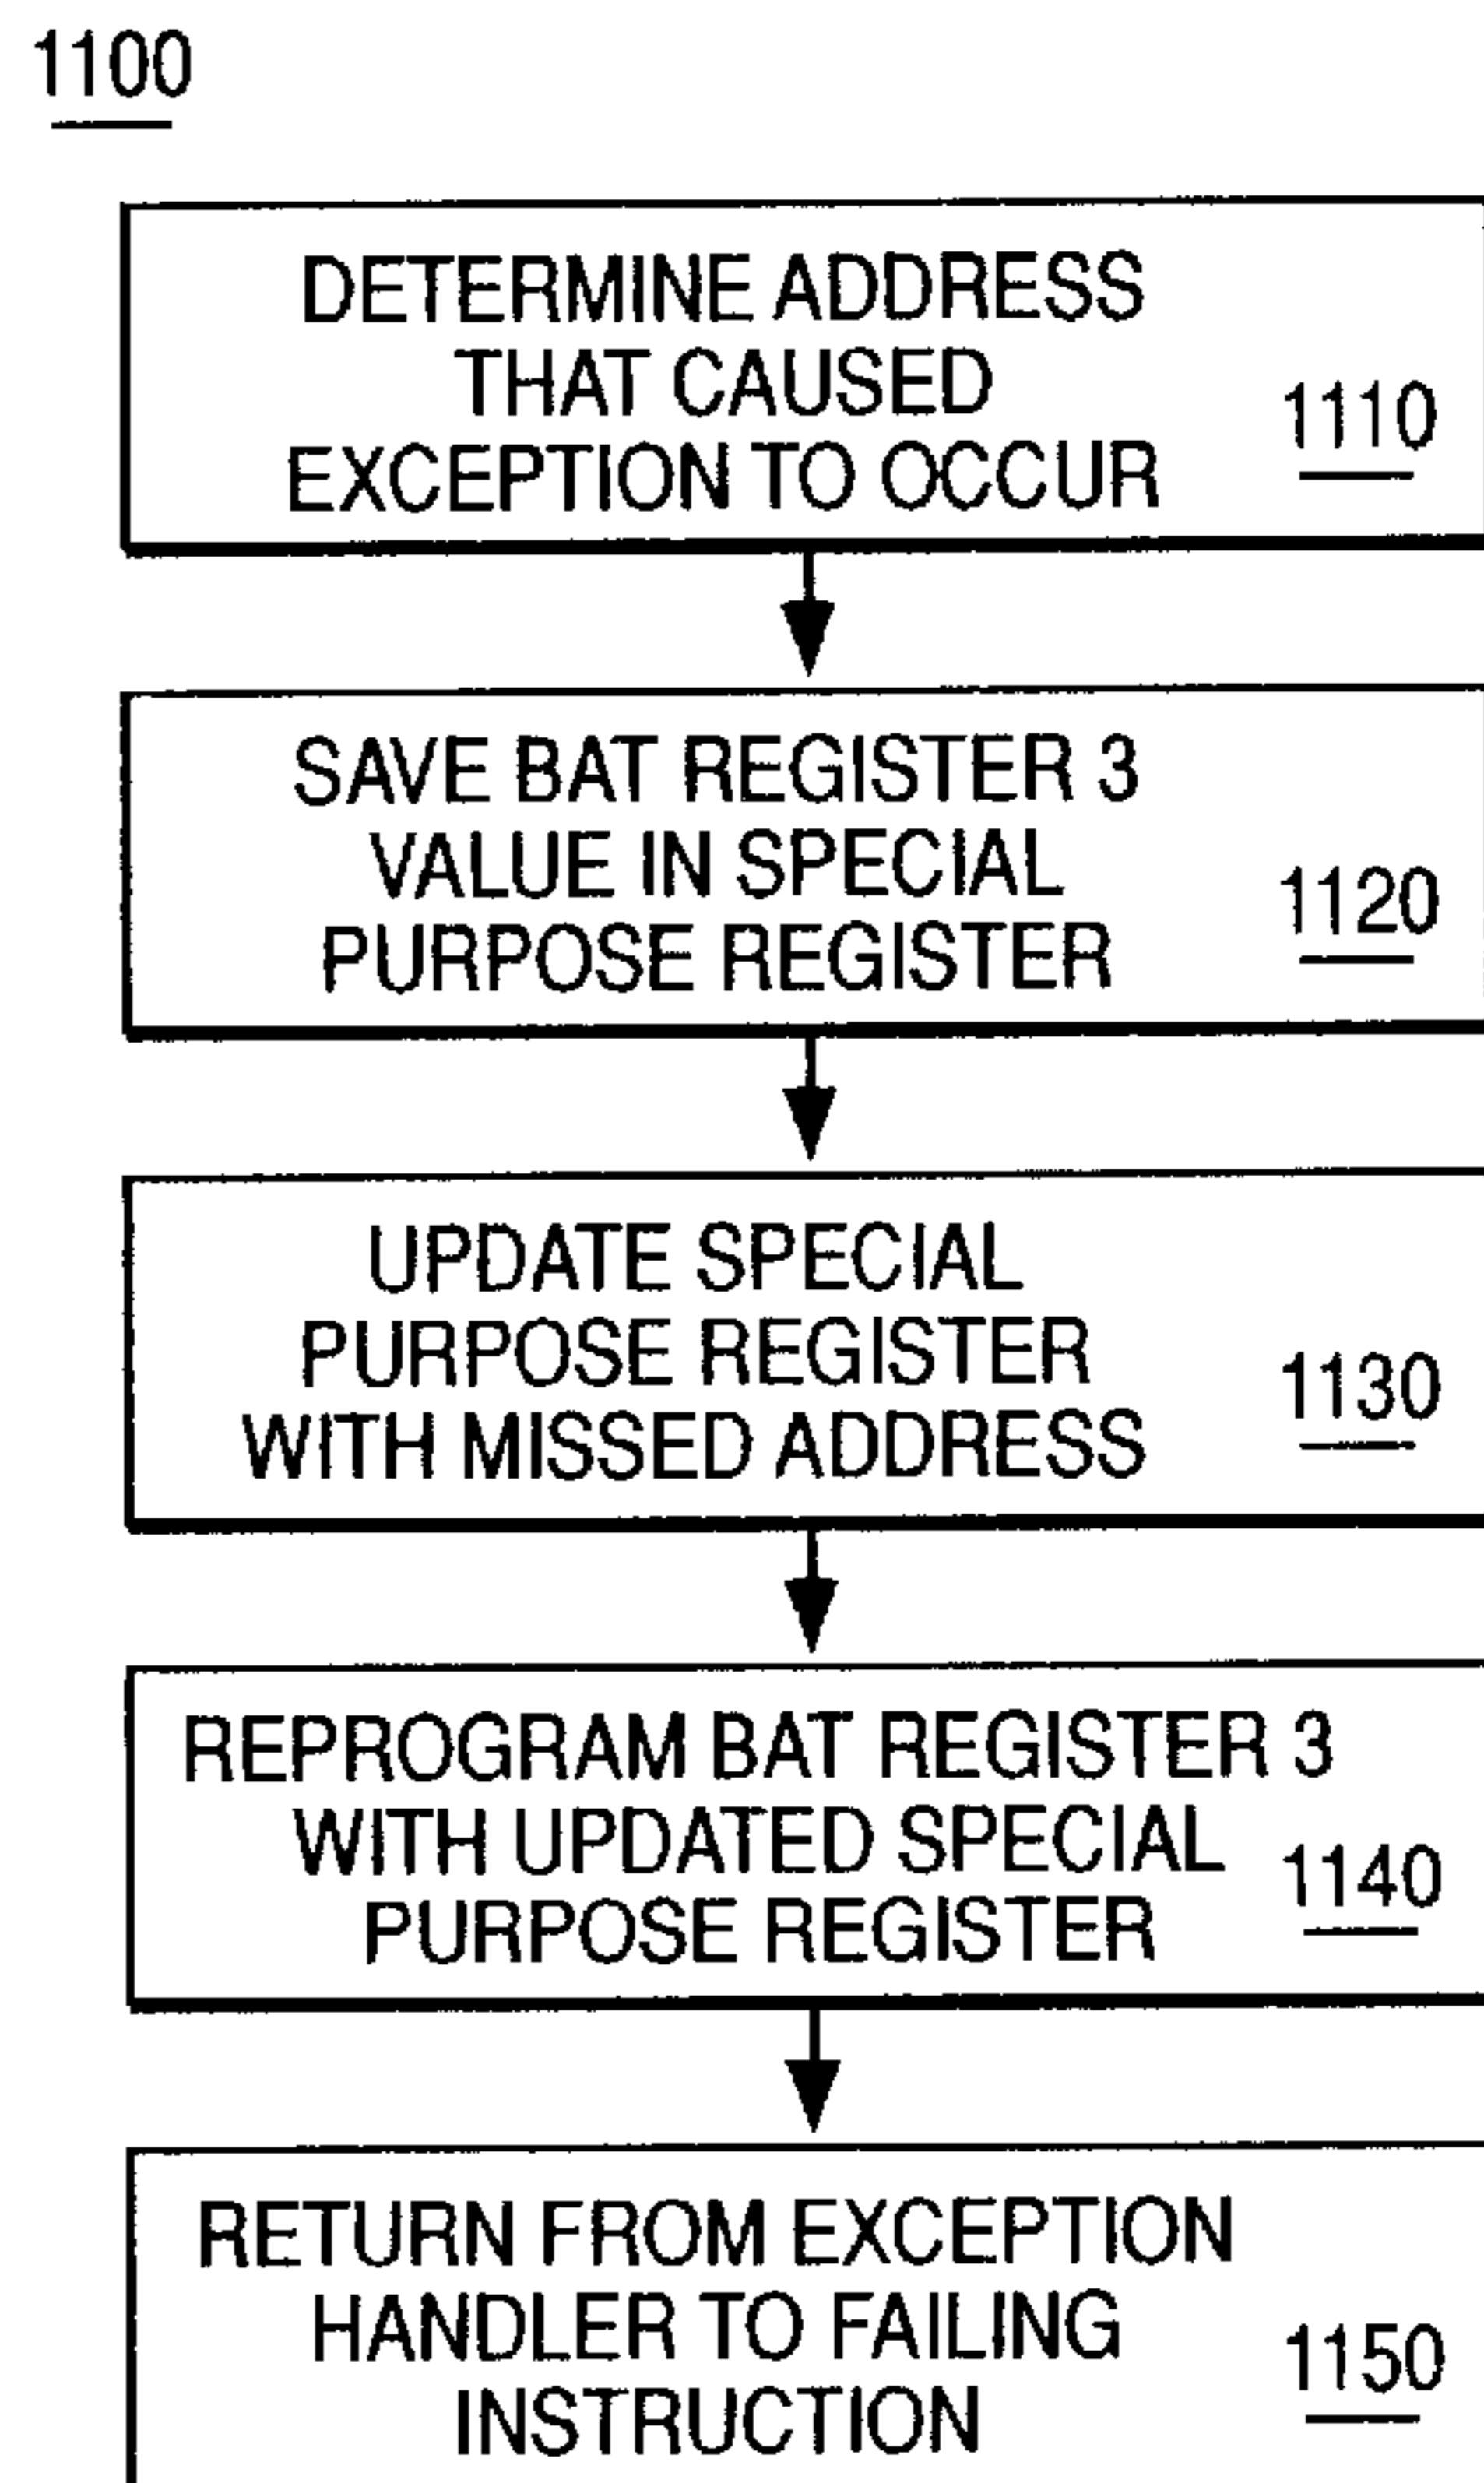 1100
DETERMINE ADDRESS
THAT CAUSED
EXCEPTION TO OCCUR
1110
SAVE BAT REGISTER 3
VALUE IN SPECIAL
PURPOSE REGISTER
1120
UPDATE SPECIAL
PURPOSE REGISTER
WITH MISSED ADDRESS
1130
REPROGRAM BAT REGISTER 3
WITH UPDATED SPECIAL
PURPOSE REGISTER
1140
RETURN FROM EXCEPTION
HANDLER TO FAILING
INSTRUCTION
1150